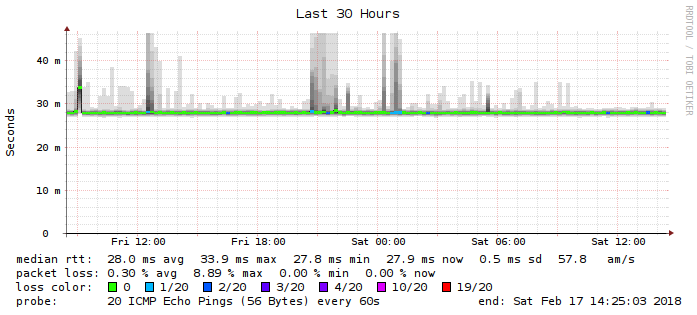 Last 30 Hours
RRDTOOL / TOBI OETIKER
Seconds
40 m
30 m
20 m
10 m
0
Fri 12:00 Fri 18:00 Sat 00:00 Sat 06:00 Sat 12:00
median rtt: 28.0 ms avg 33.9 ms max 27.8 ms min 27.9 ms now 0.5 ms sd 57.8 am/s
packet loss: 0.30 % avg 8.89 % max 0.00 % min 0.00 % now
loss color: 0 1/20 2/20 3/20 4/20 10/20 19/20
probe: 20 ICMP Echo Pings (56 Bytes) every 60s end: Sat Feb 17 14:25:03 2018